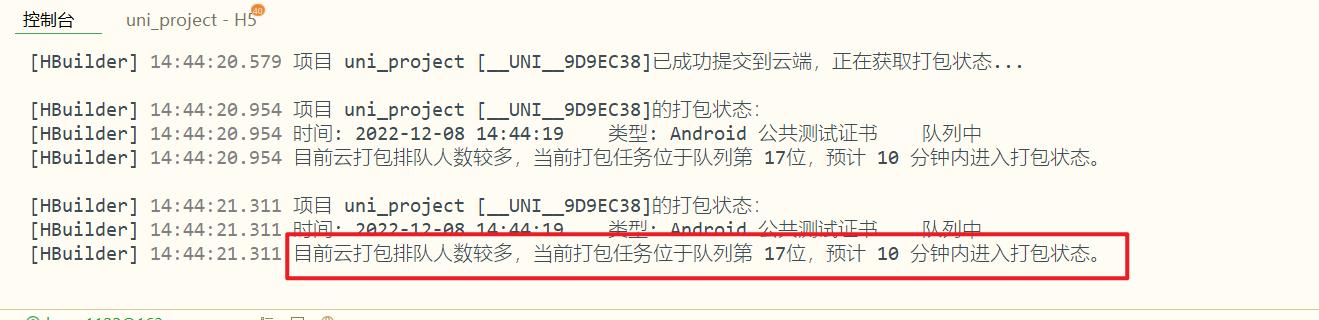 控制台 uni_project - H5 40
[HBuilder] 14:44:20.579 项目 uni_project [__UNI__9D9EC38]已成功提交到云端，正在获取打包状态...
[HBuilder] 14:44:20.954 项目 uni_project [__UNI__9D9EC38]的打包状态：
[HBuilder] 14:44:20.954 时间: 2022-12-08 14:44:19 类型: Android 公共测试证书 队列中
[HBuilder] 14:44:20.954 目前云打包排队人数较多，当前打包任务位于队列第 17位，预计 10 分钟内进入打包状态。
[HBuilder] 14:44:21.311 项目 uni_project [__UNI__9D9EC38]的打包状态：
[HBuilder] 14:44:21.311 时间: 2022-12-08 14:44:19 类型: Android 公共测试证书 队列中
[HBuilder] 14:44:21.311 目前云打包排队人数较多，当前打包任务位于队列第 17位，预计 10 分钟内进入打包状态。